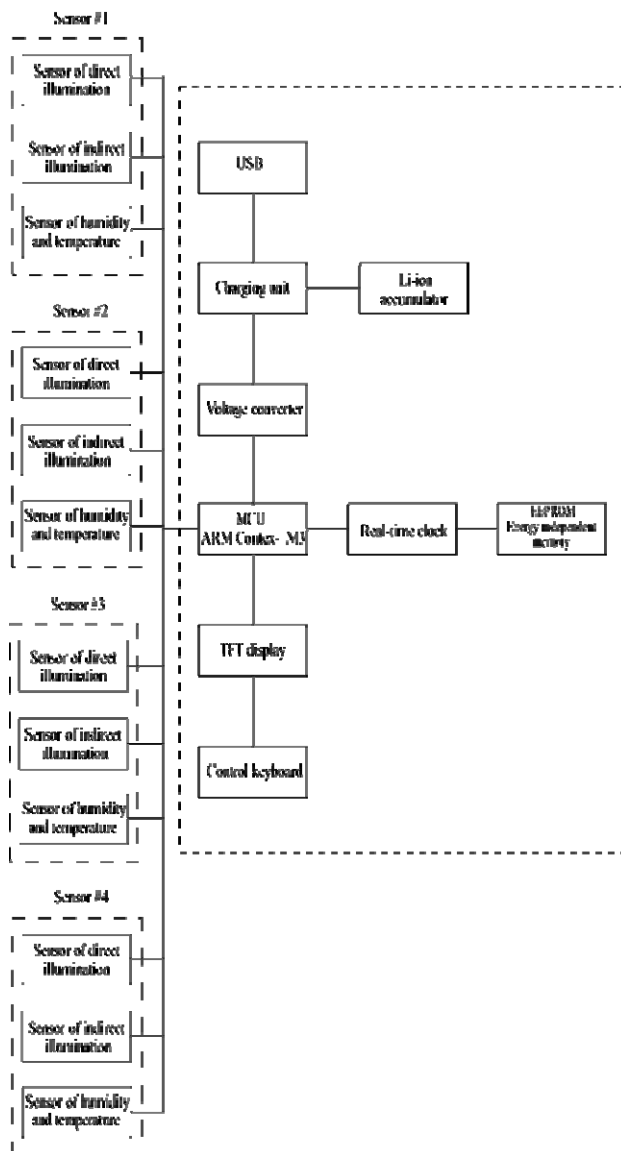 Sensor #1
Sensor of direct
illumination
Sensor of indirect
illumination
Sensor of humidity
and temperature
Sensor #2
Sensor of direct
illumination
Sensor of indirect
illumination
Sensor of humidity
and temperature
Sensor #3
Sensor of direct
illumination
Sensor of indirect
illumination
Sensor of humidity
and temperature
Sensor #4
Sensor of direct
illumination
Sensor of indirect
illumination
Sensor of humidity
and temperature
USB
Charging unit
Li-ion
accumulator
Voltage converter
MCU
ARM Contex- M3
Real-time clock
EEPROM
Energy independent
memory
TFT display
Control keyboard